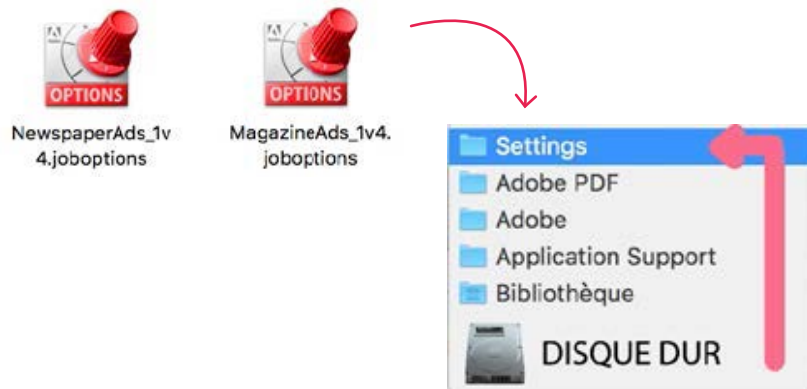 OPTIONS
NewspaperAds_1v
4.joboptions
OPTIONS
MagazineAds_1v4.
joboptions
Settings
Adobe PDF
Adobe
Application Support
Bibliothèque
DISQUE DUR